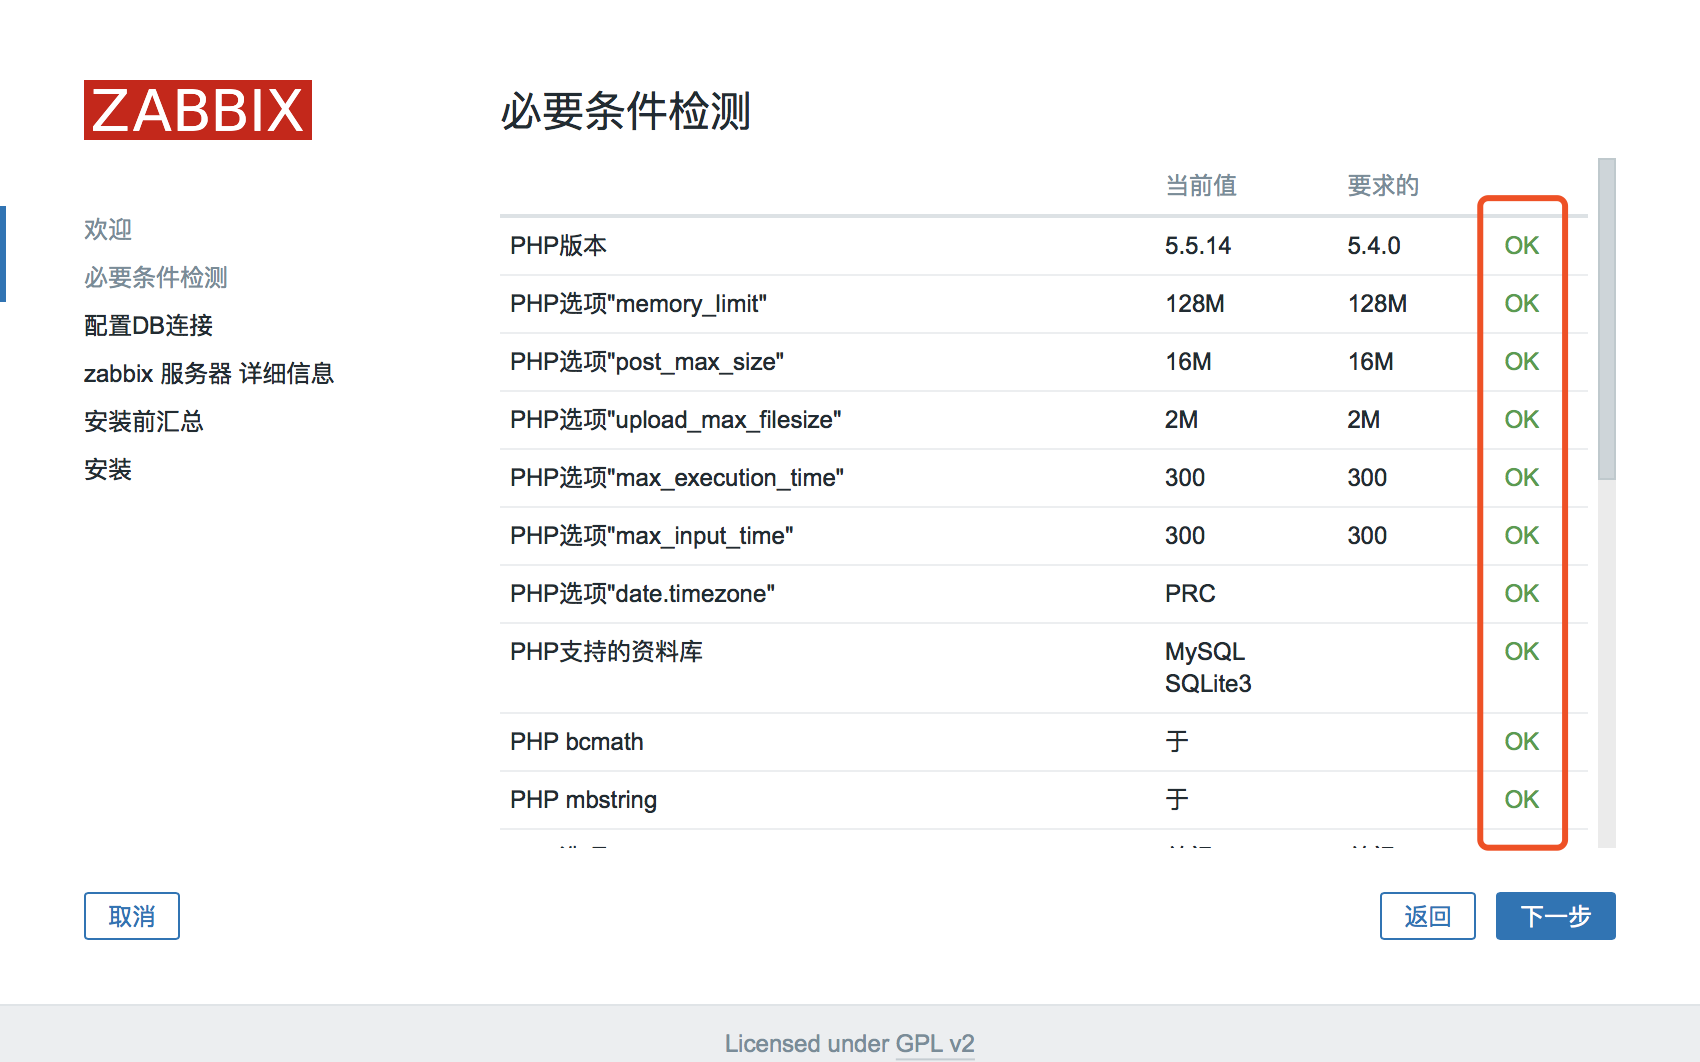 ZABBIX
必要条件检测
欢迎
必要条件检测
配置DB连接
zabbix 服务器 详细信息
安装前汇总
安装
当前值 要求的
PHP版本 5.5.14 5.4.0 OK
PHP选项"memory_limit" 128M 128M OK
PHP选项"post_max_size" 16M 16M OK
PHP选项"upload_max_filesize" 2M 2M OK
PHP选项"max_execution_time" 300 300 OK
PHP选项"max_input_time" 300 300 OK
PHP选项"date.timezone" PRC OK
PHP支持的资料库 MySQL OK
SQLite3
PHP bcmath 于 OK
PHP mbstring 于 OK
取消 返回 下一步
Licensed under GPL v2